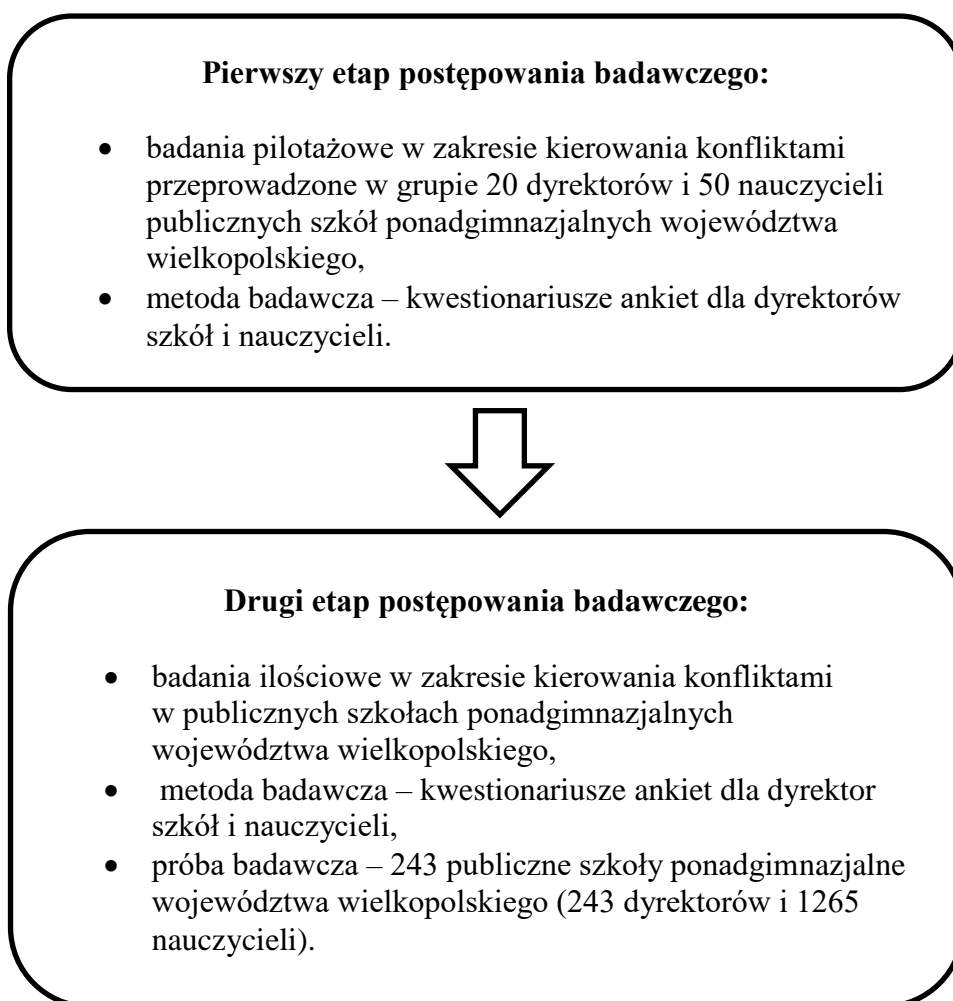 Pierwszy etap postępowania badawczego:
• badania pilotażowe w zakresie kierowania konfliktami
przeprowadzone w grupie 20 dyrektorów i 50 nauczycieli
publicznych szkół ponadgimnazjalnych województwa
wielkopolskiego,
• metoda badawcza – kwestionariusze ankiet dla dyrektorów
szkół i nauczycieli.
Drugi etap postępowania badawczego:
• badania ilościowe w zakresie kierowania konfliktami
w publicznych szkołach ponadgimnazjalnych
województwa wielkopolskiego,
• metoda badawcza – kwestionariusze ankiet dla dyrektor
szkół i nauczycieli,
• próba badawcza – 243 publiczne szkoły ponadgimnazjalne
województwa wielkopolskiego (243 dyrektorów i 1265
nauczycieli).